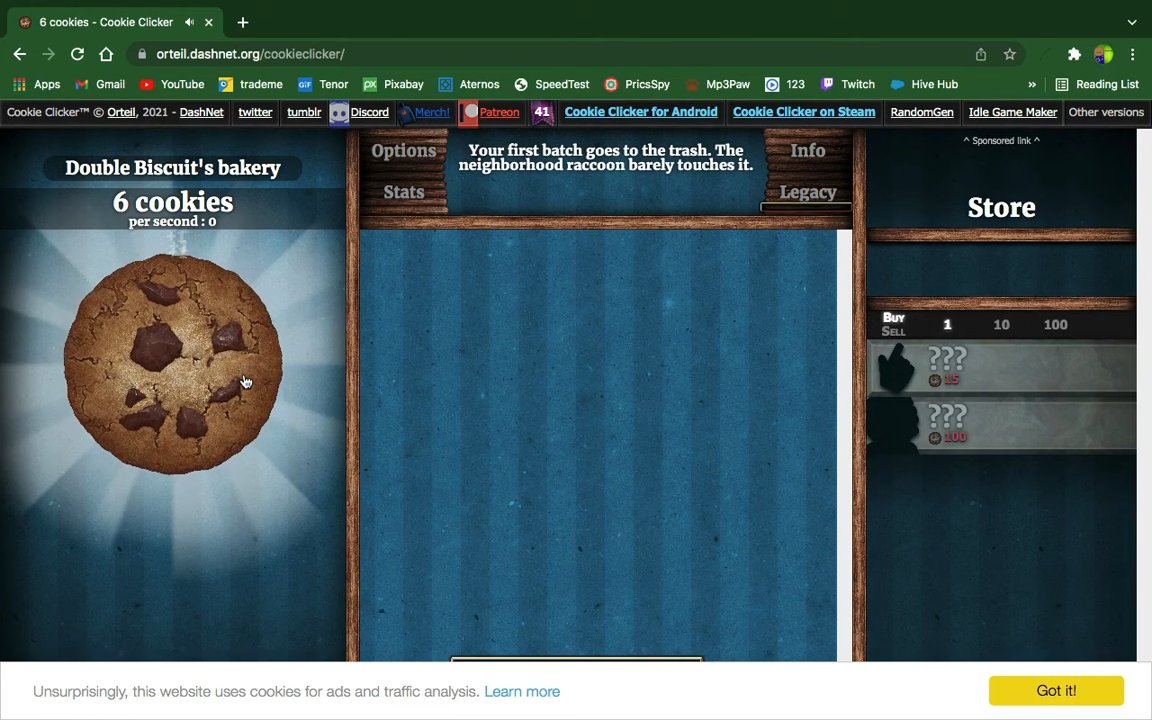 6 cookies - Cookie Clicker
orteil.dashnet.org/cookieclicker/
Apps Gmail YouTube trademe Tenor Pixabay Aternos SpeedTest PricsSpy Mp3Paw 123 Twitch Hive Hub » Reading List
Cookie Clicker™ © Orteil, 2021 - DashNet twitter tumblr Discord Merch! Patreon 41 Cookie Clicker for Android Cookie Clicker on Steam RandomGen Idle Game Maker Other versions
Double Biscuit's bakery
6 cookies
per second : 0
Options
Stats
Your first batch goes to the trash. The
neighborhood raccoon barely touches it.
Info
Legacy
^ Sponsored link ^
Store
Buy
Sell
1 10 100
???
15
???
100
Unsurprisingly, this website uses cookies for ads and traffic analysis. Learn more
Got it!